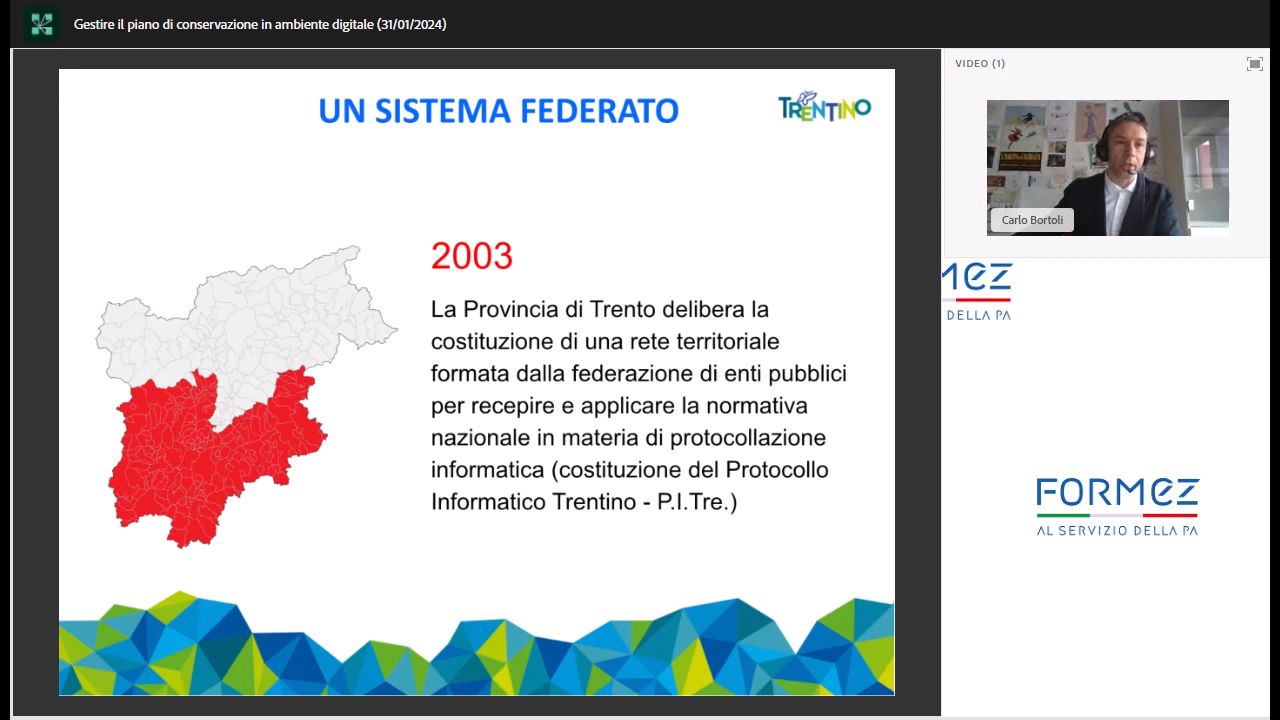 Gestire il piano di conservazione in ambiente digitale (31/01/2024)
UN SISTEMA FEDERATO
TRENTINO
2003
La Provincia di Trento delibera la
costituzione di una rete territoriale
formata dalla federazione di enti pubblici
per recepire e applicare la normativa
nazionale in materia di protocollazione
informatica (costituzione del Protocollo
Informatico Trentino - P.I.Tre.)
VIDEO (1)
Carlo Bortoli
MEZ
DELLA PA
FORMEZ
AL SERVIZIO DELLA PA